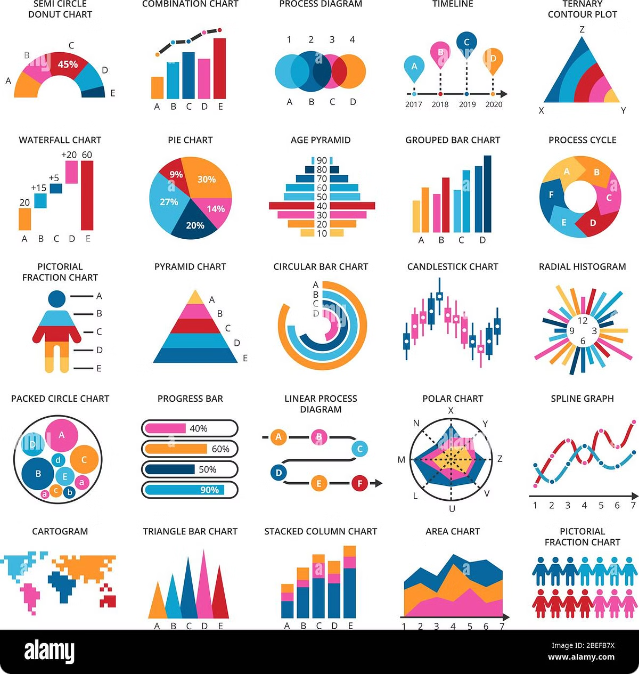 SEMI CIRCLE
DONUT CHART
A
B
C
D
E
45%
COMBINATION CHART
A B C D E
PROCESS DIAGRAM
1 2 3 4
A B C D
TIMELINE
A
B
C
D
2017 2018 2019 2020
TERNARY
CONTOUR PLOT
Z
X Y
WATERFALL CHART
20
+15
+5
+20 60
A B C D E
PIE CHART
9%
30%
27%
14%
20%
AGE PYRAMID
90
80
70
60
50
40
30
20
10
GROUPED BAR CHART
A B C D
PROCESS CYCLE
A B
F C
E D
PICTORIAL
FRACTION CHART
A
B
C
D
E
PYRAMID CHART
A
B
C
D
E
CIRCULAR BAR CHART
A
B
C
D
CANDLESTICK CHART
RADIAL HISTOGRAM
12
9 3
6
PACKED CIRCLE CHART
A
D
d
C
B
E
a
a
c
b
PROGRESS BAR
40%
60%
50%
90%
LINEAR PROCESS
DIAGRAM
A B
C
D
E F
POLAR CHART
X
N Y
M Z
L V
U
SPLINE GRAPH
1 2 3 4 5 6 7
CARTOGRAM
TRIANGLE BAR CHART
A B C D E
STACKED COLUMN CHART
A B C D E
AREA CHART
1 2 3 4 5 6 7
PICTORIAL
FRACTION CHART
alamy
Image ID: 2BEFB7X
www.alamy.com